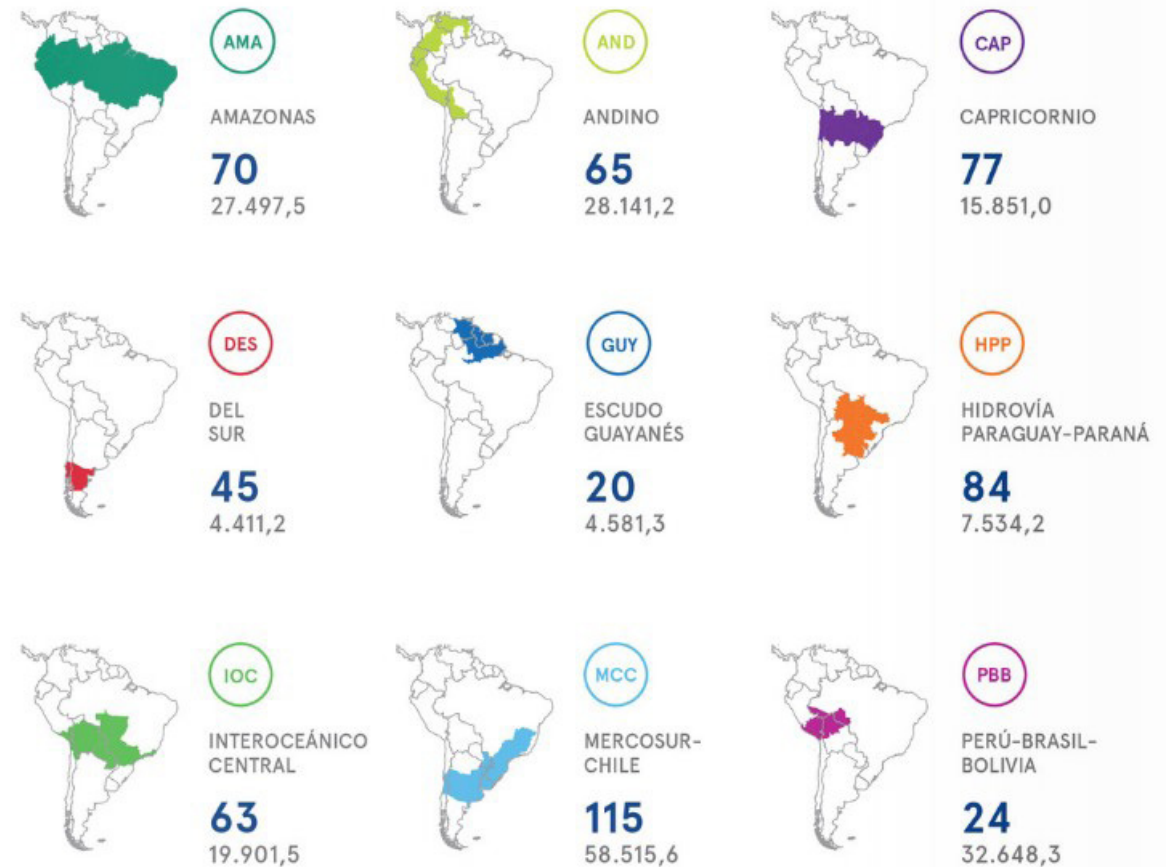 AMA
AMAZONAS
70
27.497,5
AND
ANDINO
65
28.141,2
CAP
CAPRICORNIO
77
15.851,0
DES
DEL
SUR
45
4.411,2
GUY
ESCUDO
GUAYANÉS
20
4.581,3
HPP
HIDROVÍA
PARAGUAY-PARANÁ
84
7.534,2
IOC
INTEROCEÁNICO
CENTRAL
63
19.901,5
MCC
MERCOSUR-
CHILE
115
58.515,6
PBB
PERÚ-BRASIL-
BOLIVIA
24
32.648,3